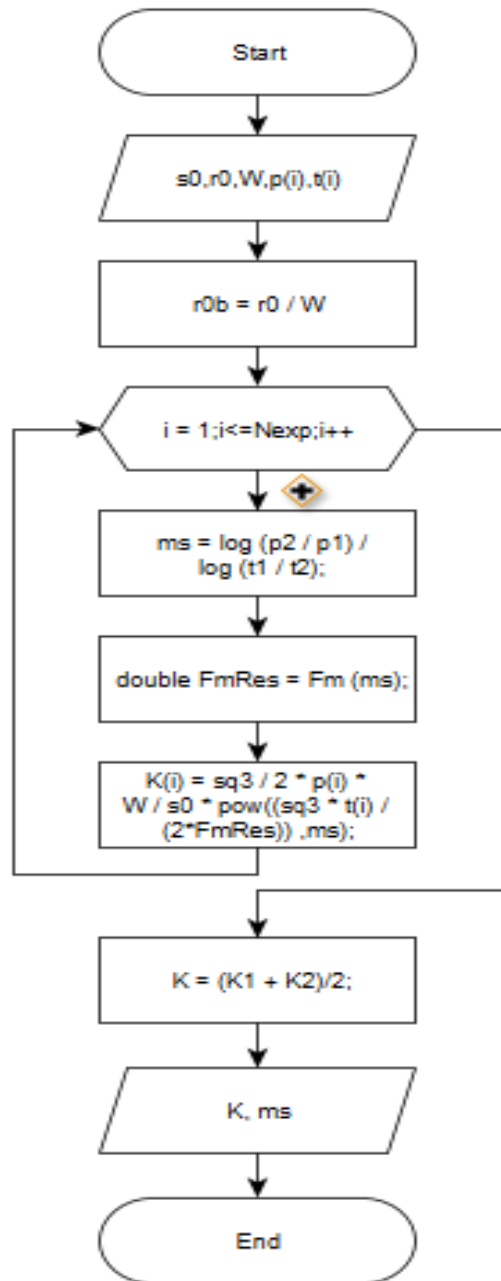 Start
s0,r0,W,p(i),t(i)
r0b = r0 / W
i = 1;i<=Nexp;i++
ms = log (p2 / p1) /
log (t1 / t2);
double FmRes = Fm (ms);
K(i) = sq3 / 2 * p(i) *
W / s0 * pow((sq3 * t(i) /
(2*FmRes)) ,ms);
K = (K1 + K2)/2;
K, ms
End